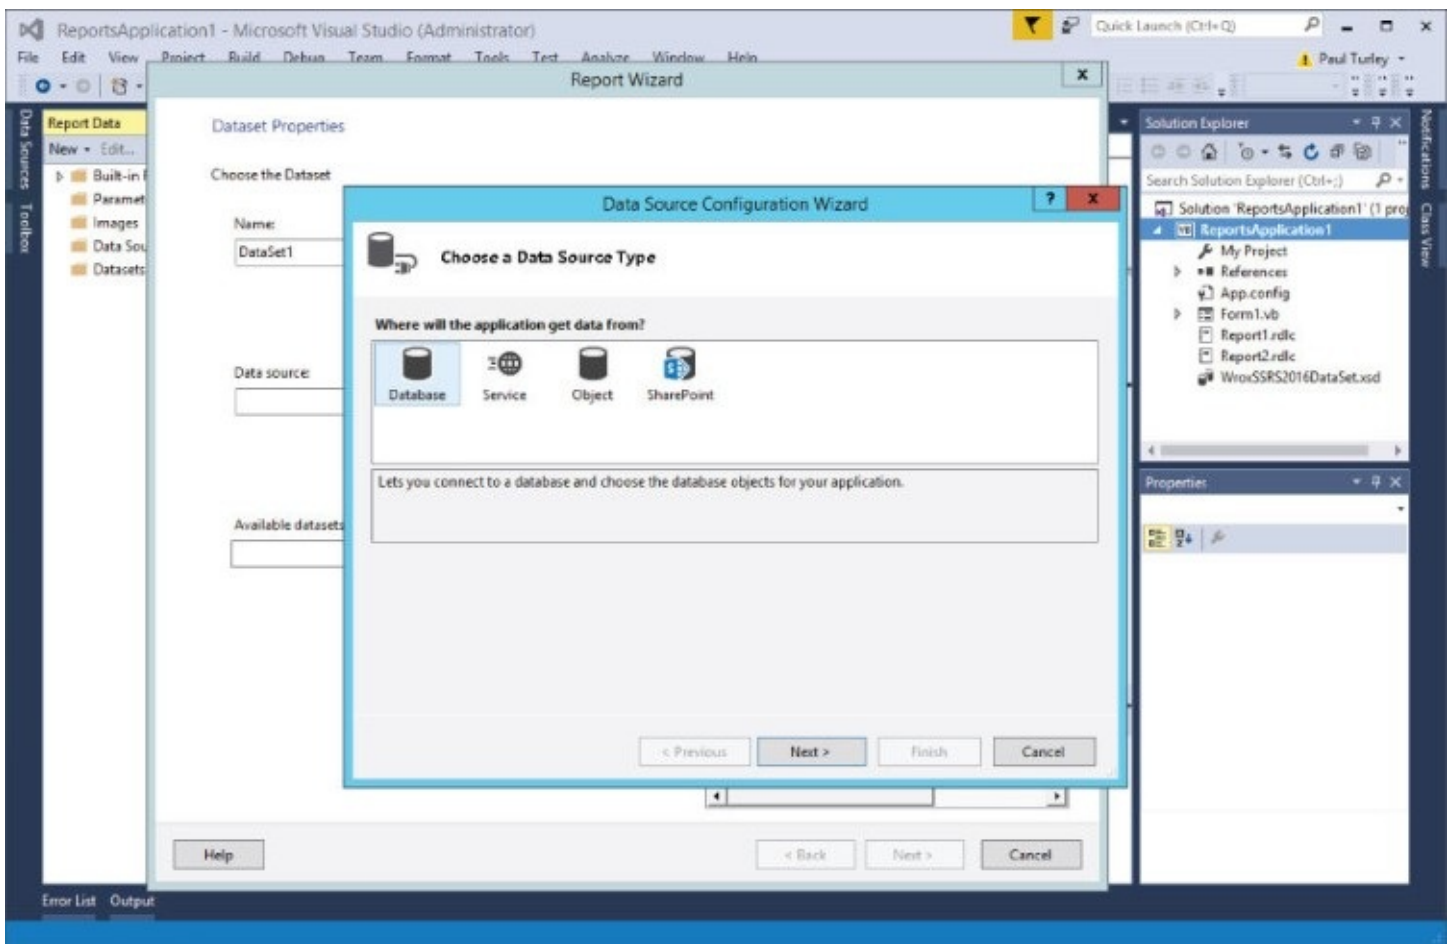 ReportsApplication1 - Microsoft Visual Studio (Administrator)
Quick Launch (Ctrl+Q)
File Edit View Project Build Debug Team Format Tools Test Analyze Window Help
Paul Turley
Report Wizard
x
Data Sources
Toolbox
Report Data
New Edit...
Built-in F
Paramet
Images
Data Sou
Datasets
Dataset Properties
Choose the Dataset
Name:
DataSet1
Data source:
Available datasets
Data Source Configuration Wizard
? x
Choose a Data Source Type
Where will the application get data from?
Database Service Object SharePoint
Lets you connect to a database and choose the database objects for your application.
< Previous Next > Finish Cancel
Help < Back Next > Cancel
Solution Explorer
Search Solution Explorer (Ctrl+;)
Solution 'ReportsApplication1' (1 proj
VB ReportsApplication1
My Project
References
App.config
Form1.vb
Report1.rdlc
Report2.rdlc
WroxSSRS2016DataSet.xsd
Properties
Notifications
Class View
Error List Output